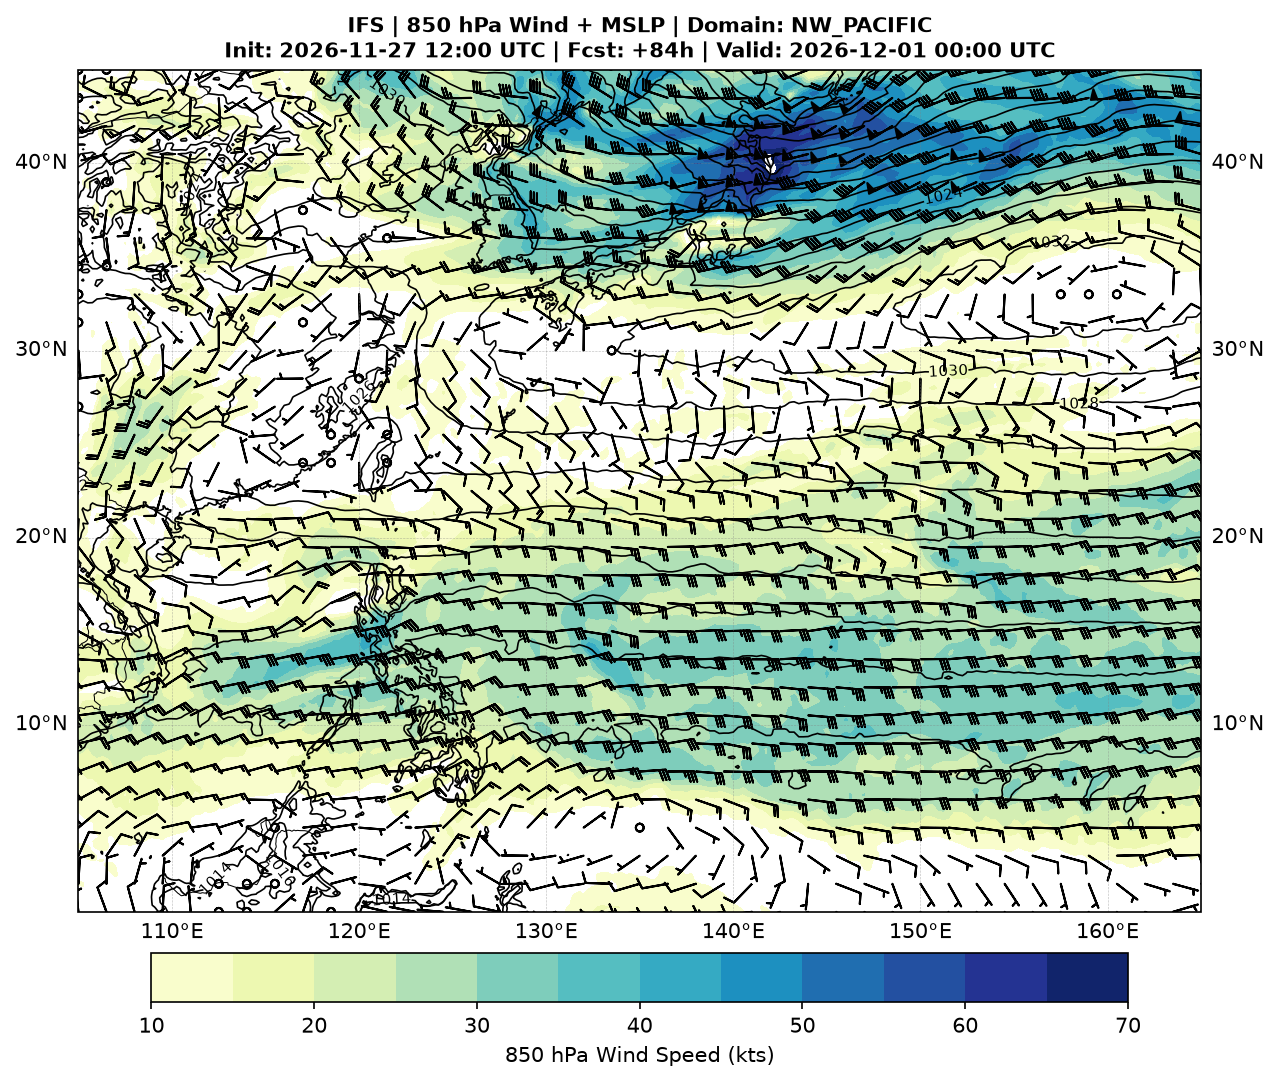 IFS | 850 hPa Wind + MSLP | Domain: NW_PACIFIC
Init: 2026-11-27 12:00 UTC | Fcst: +84h | Valid: 2026-12-01 00:00 UTC
40°N 40°N
1024
1032
30°N 30°N
1030
1028
1026
20°N 20°N
10°N 10°N
1014
1014
110°E 120°E 130°E 140°E 150°E 160°E
10 20 30 40 50 60 70
850 hPa Wind Speed (kts)